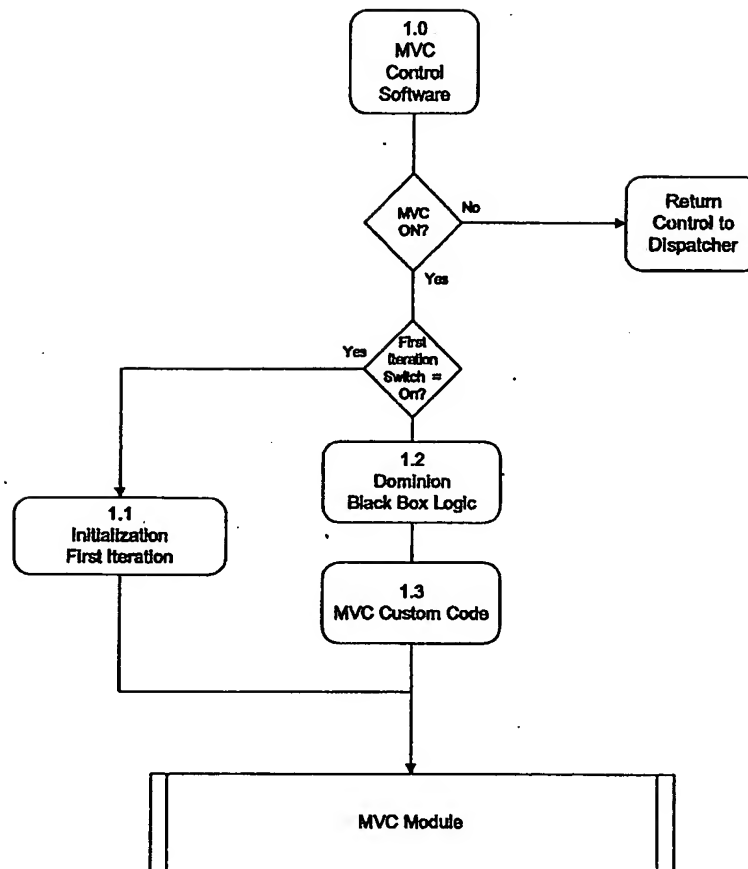 1.0
MVC
Control
Software
MVC
ON?
No
Return
Control to
Dispatcher
Yes
First
Iteration
Switch =
On?
Yes
1.2
Dominion
Black Box Logic
1.1
Initialization
First Iteration
1.3
MVC Custom Code
MVC Module